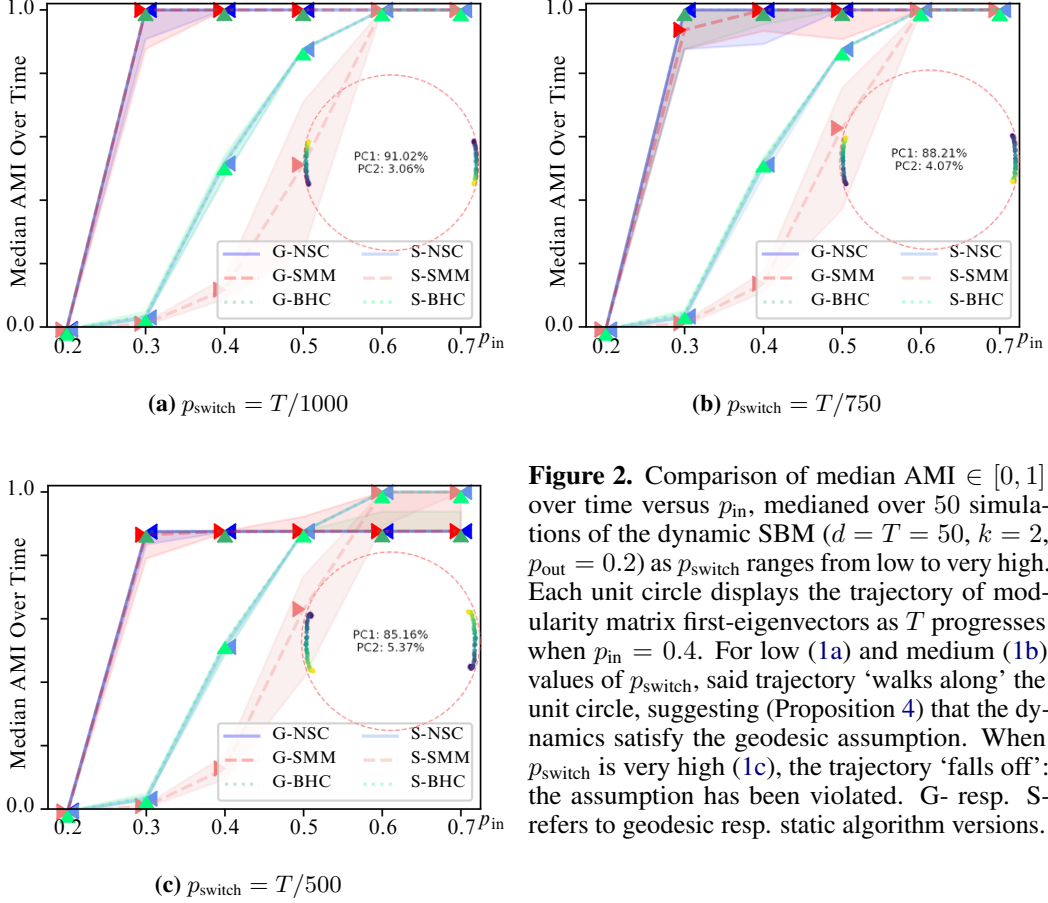 1.0
Median AMI Over Time
0.0
0.2
0.3
0.4
0.5
0.6
0.7
p_in
PC1: 91.02%
PC2: 3.06%
G-NSC
G-SMM
G-BHC
S-NSC
S-SMM
S-BHC
(a) p_switch = T/1000
1.0
Median AMI Over Time
0.0
0.2
0.3
0.4
0.5
0.6
0.7
p_in
PC1: 88.21%
PC2: 4.07%
G-NSC
G-SMM
G-BHC
S-NSC
S-SMM
S-BHC
(b) p_switch = T/750
1.0
Median AMI Over Time
0.0
0.2
0.3
0.4
0.5
0.6
0.7
p_in
PC1: 85.16%
PC2: 5.37%
G-NSC
G-SMM
G-BHC
S-NSC
S-SMM
S-BHC
(c) p_switch = T/500
Figure 2. Comparison of median AMI ∈ [0, 1]
over time versus p_in, medianed over 50 simula-
tions of the dynamic SBM (d = T = 50, k = 2,
p_out = 0.2) as p_switch ranges from low to very high.
Each unit circle displays the trajectory of mod-
ularity matrix first-eigenvectors as T progresses
when p_in = 0.4. For low (1a) and medium (1b)
values of p_switch, said trajectory ‘walks along’ the
unit circle, suggesting (Proposition 4) that the dy-
namics satisfy the geodesic assumption. When
p_switch is very high (1c), the trajectory ‘falls off’:
the assumption has been violated. G- resp. S-
refers to geodesic resp. static algorithm versions.